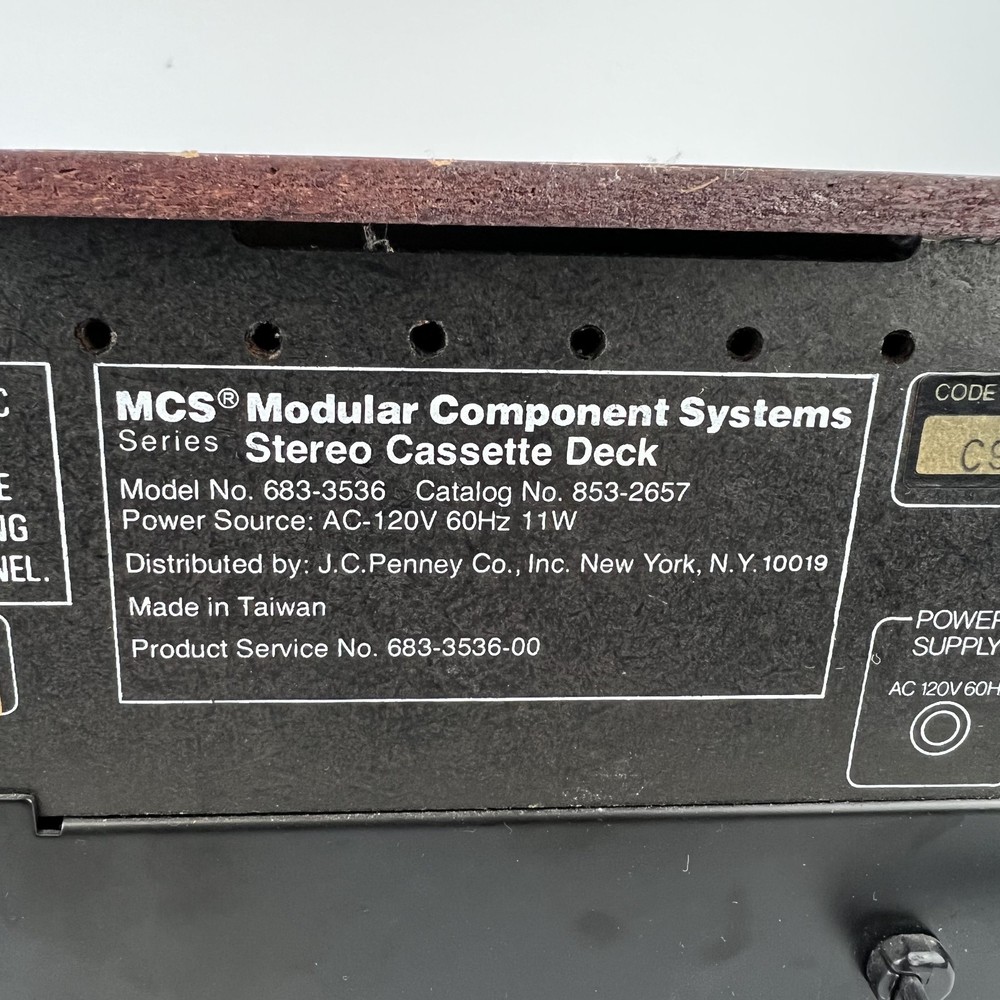 MCS® Modular Component Systems
Series Stereo Cassette Deck
Model No. 683-3536 Catalog No. 853-2657
Power Source: AC-120V 60Hz 11W
Distributed by: J.C.Penney Co., Inc. New York, N.Y. 10019
Made in Taiwan
Product Service No. 683-3536-00
CODE
POWER
SUPPLY
AC 120V 60H